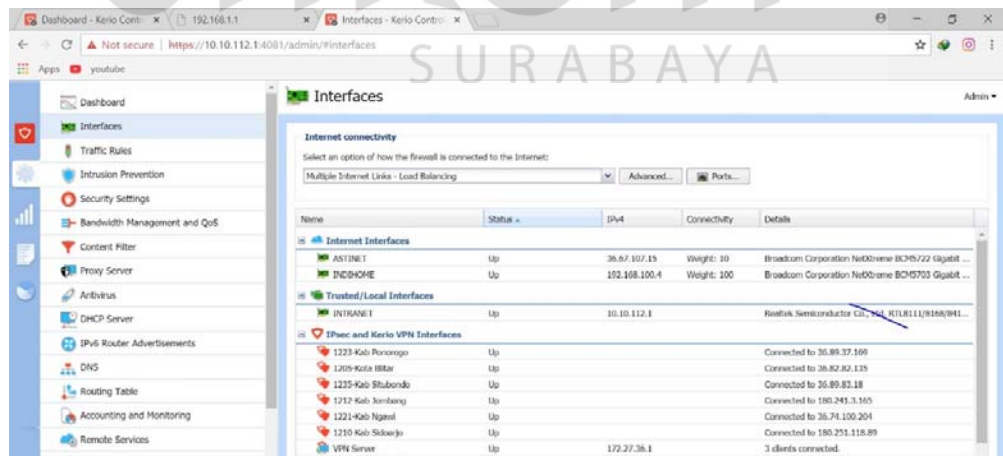 SURABAYA
Dashboard - Kerio Contr
192.168.1.1
Interfaces - Kerio Control
Not secure
https://10.10.112.1:4081/admin/#interfaces
Apps
youtube
Dashboard
Interfaces
Traffic Rules
Intrusion Prevention
Security Settings
Bandwidth Management and QoS
Content Filter
Proxy Server
Antivirus
DHCP Server
IPv6 Router Advertisements
DNS
Routing Table
Accounting and Monitoring
Remote Services
Interfaces
Admin
Internet connectivity
Select an option of how the firewall is connected to the Internet:
Multiple Internet Links - Load Balancing
Advanced...
Ports...
Name Status IPv4 Connectivity Details
Internet Interfaces
ASTINET Up 36.67.107.15 Weight: 10 Broadcom Corporation NetXtreme BCM5722 Gigabit ...
INDIHOME Up 192.168.100.4 Weight: 100 Broadcom Corporation NetXtreme BCM5703 Gigabit ...
Trusted/Local Interfaces
INTRANET Up 10.10.112.1 Realtek Semiconductor Co., Ltd. RTL8111/8168/841...
IPsec and Kerio VPN Interfaces
1223-Kab Ponorogo Up Connected to 36.89.37.169
1205-Kota Blitar Up Connected to 36.82.82.135
1235-Kab Situbondo Up Connected to 36.89.83.18
1212-Kab Jombang Up Connected to 180.241.3.165
1221-Kab Ngawi Up Connected to 36.74.100.204
1210-Kab Sidoarjo Up Connected to 180.251.118.89
VPN Server Up 172.27.36.1 3 clients connected.